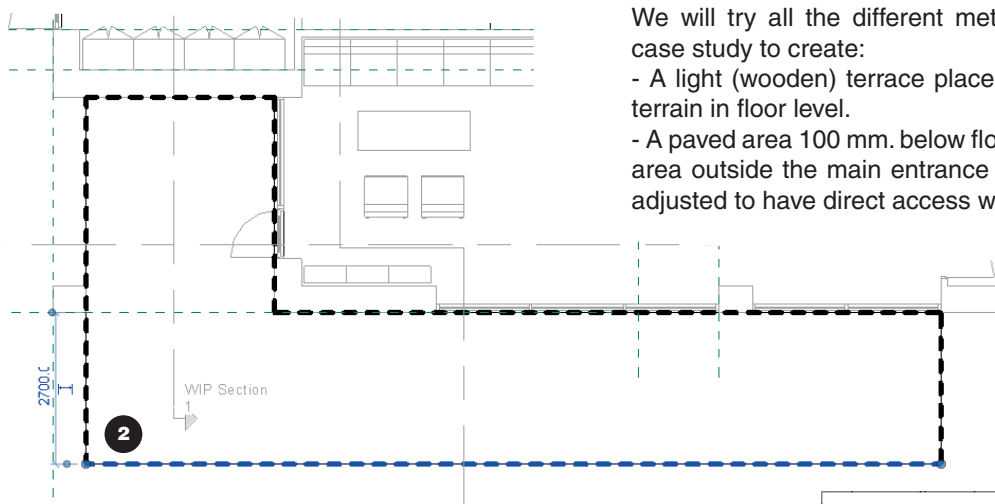 We will try all the different met
case study to create:
- A light (wooden) terrace place
terrain in floor level.
- A paved area 100 mm. below flo
area outside the main entrance
adjusted to have direct access w
2700.0
WIP Section
1
2